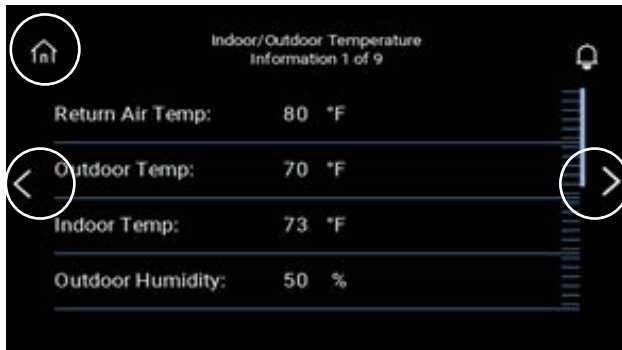 Indoor/Outdoor Temperature
Information 1 of 9
Return Air Temp: 80 °F
Outdoor Temp: 70 °F
Indoor Temp: 73 °F
Outdoor Humidity: 50 %